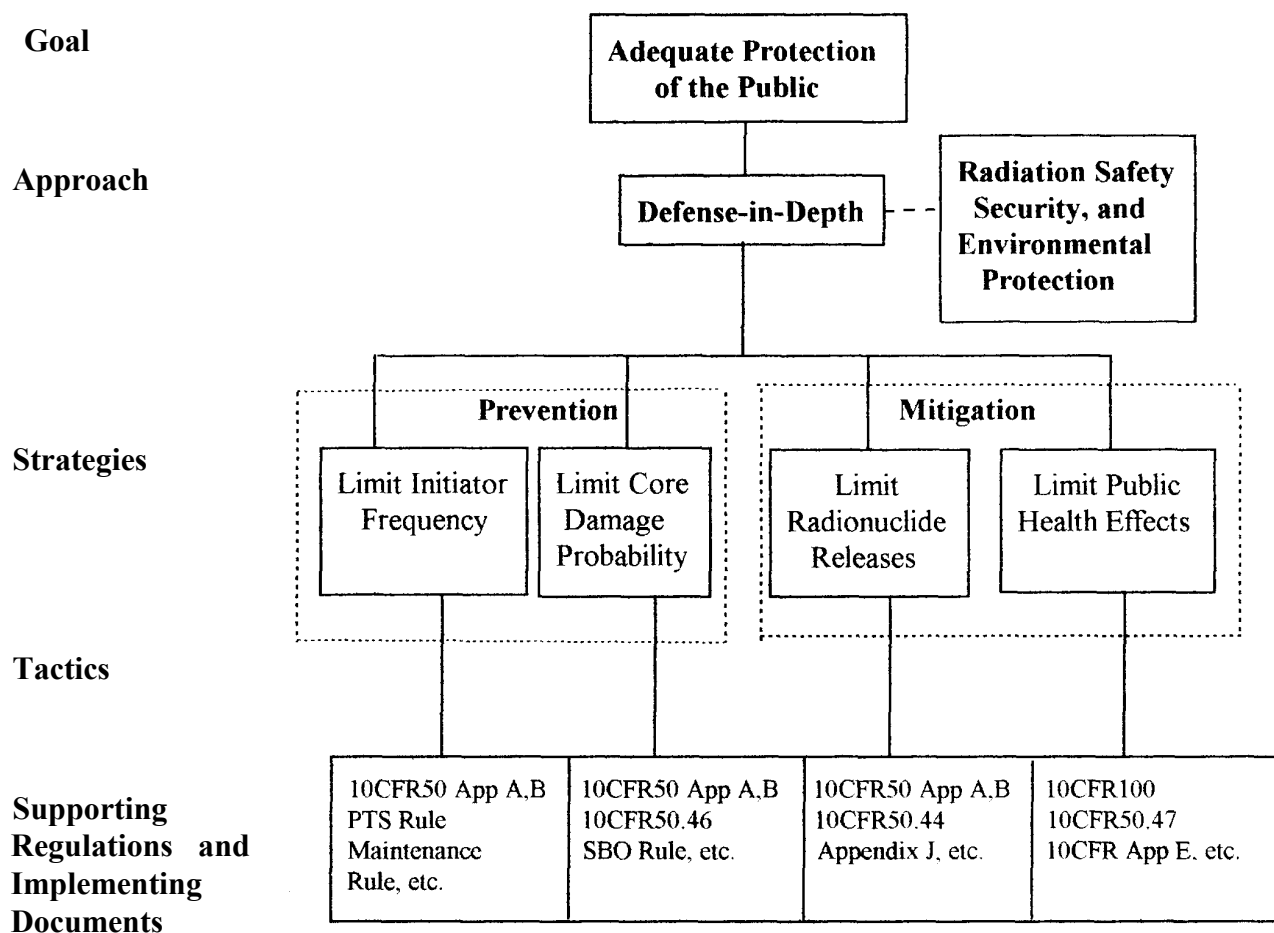 Goal
Adequate Protection
of the Public
Approach
Defense-in-Depth
Radiation Safety
Security, and
Environmental
Protection
Prevention
Mitigation
Strategies
Limit Initiator
Frequency
Limit Core
Damage
Probability
Limit
Radionuclide
Releases
Limit Public
Health Effects
Tactics
Supporting
Regulations and
Implementing
Documents
10CFR50 App A,B
PTS Rule
Maintenance
Rule, etc.
10CFR50 App A,B
10CFR50.46
SBO Rule, etc.
10CFR50 App A,B
10CFR50.44
Appendix J, etc.
10CFR100
10CFR50.47
10CFR App E, etc.